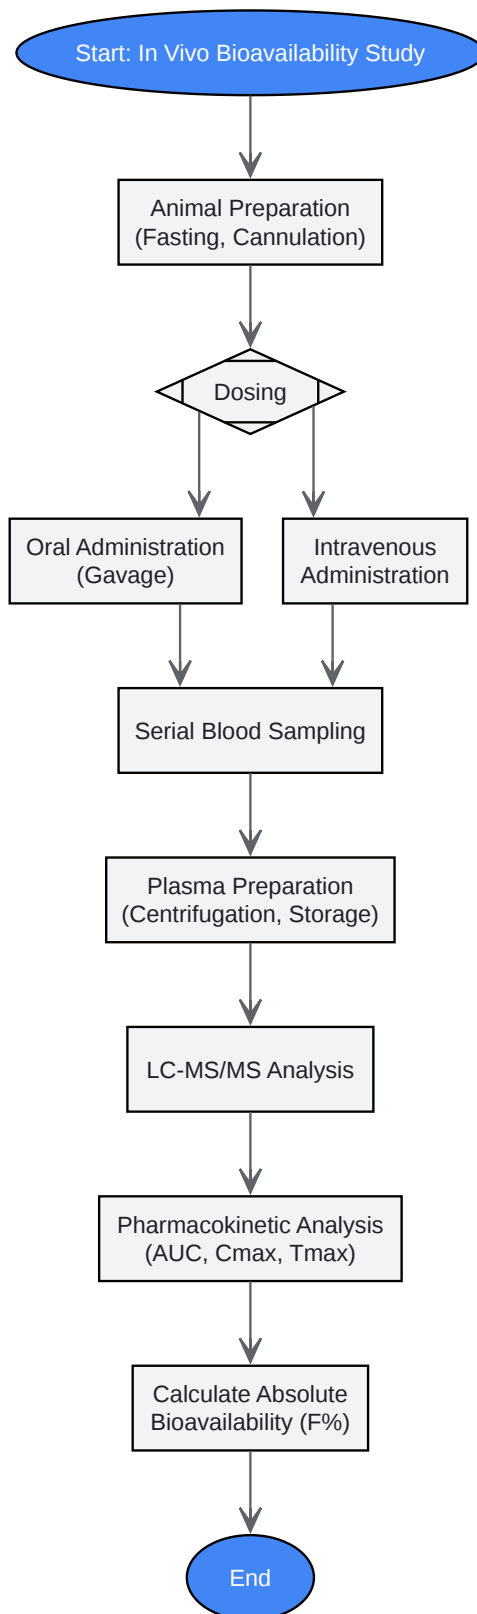 Start: In Vivo Bioavailability Study
Animal Preparation
(Fasting, Cannulation)
Dosing
Oral Administration
(Gavage)
Intravenous
Administration
Serial Blood Sampling
Plasma Preparation
(Centrifugation, Storage)
LC-MS/MS Analysis
Pharmacokinetic Analysis
(AUC, Cmax, Tmax)
Calculate Absolute
Bioavailability (F%)
End